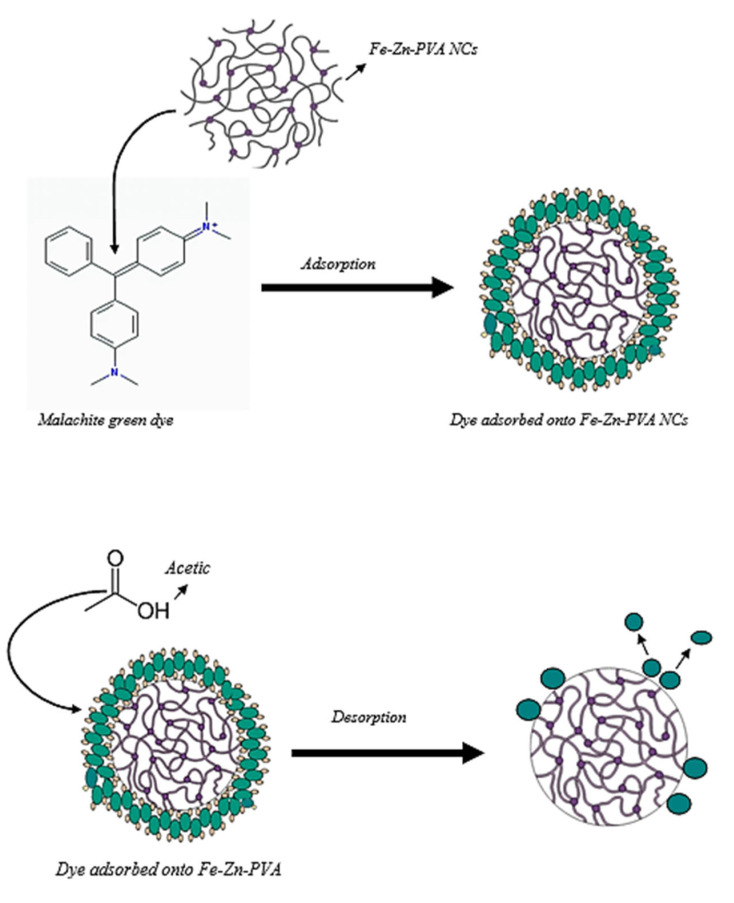 Fe-Zn-PVA NCs
N+
N
Adsorption
Malachite green dye
Dye adsorbed onto Fe-Zn-PVA NCs
O
OH
Acetic
Desorption
Dye adsorbed onto Fe-Zn-PVA